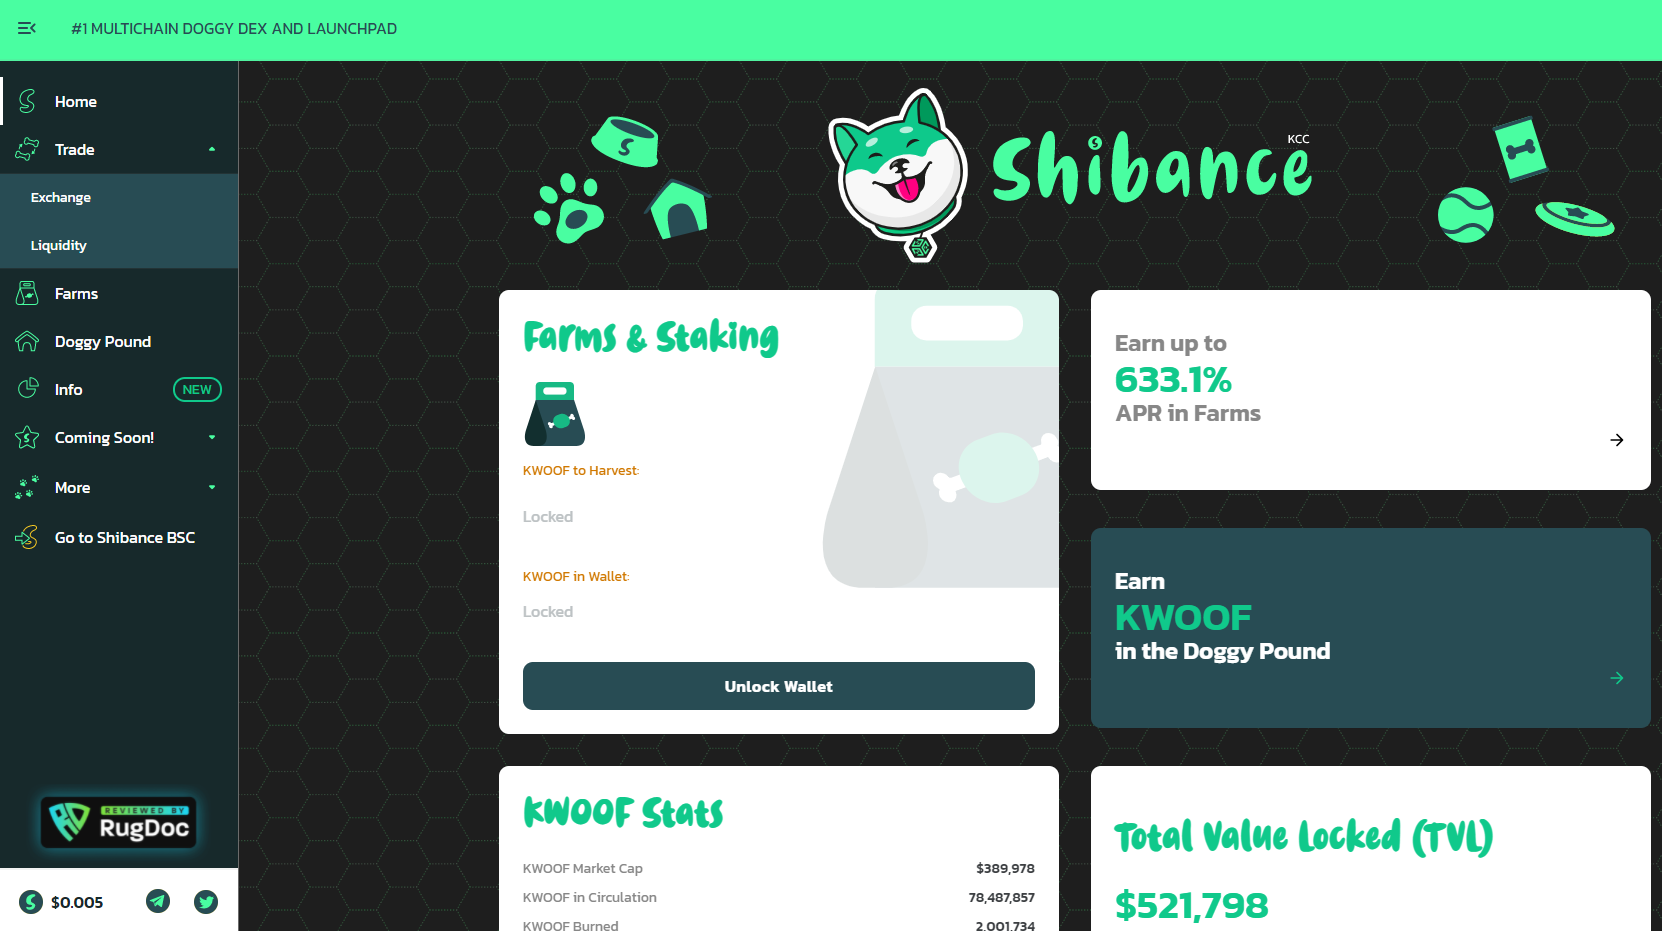 #1 MULTICHAIN DOGGY DEX AND LAUNCHPAD
Home
Trade
Exchange
Liquidity
Farms
Doggy Pound
Info NEW
Coming Soon!
More
Go to Shibance BSC
REVIEWED BY
RugDoc
$0.005
Shibance KCC
Farms & Staking
KWOOF to Harvest:
Locked
KWOOF in Wallet:
Locked
Unlock Wallet
Earn up to
633.1%
APR in Farms
Earn
KWOOF
in the Doggy Pound
KWOOF Stats
KWOOF Market Cap $389,978
KWOOF in Circulation 78,487,857
KWOOF Burned 2,001,734
Total Value Locked (TVL)
$521,798